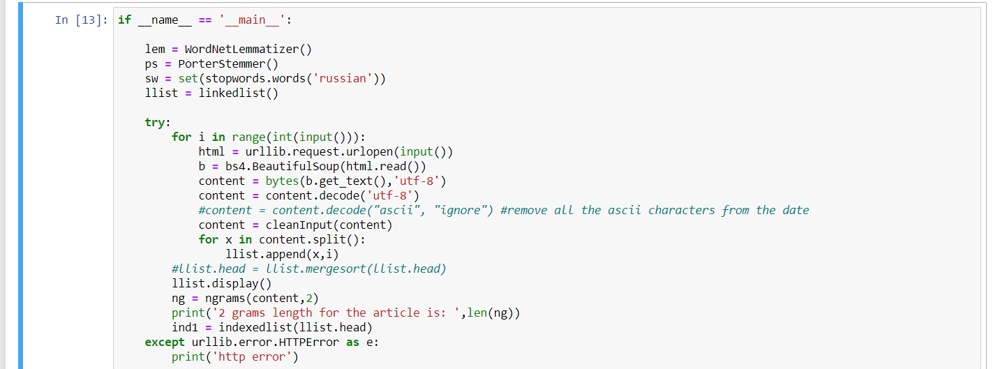 In [13]: if __name__ == '__main__':
lem = WordNetLemmatizer()
ps = PorterStemmer()
sw = set(stopwords.words('russian'))
llist = linkedlist()
try:
for i in range(int(input())):
html = urllib.request.urlopen(input())
b = bs4.BeautifulSoup(html.read())
content = bytes(b.get_text(),'utf-8')
content = content.decode('utf-8')
#content = content.decode("ascii", "ignore") #remove all the ascii characters from the date
content = cleanInput(content)
for x in content.split():
llist.append(x,i)
#llist.head = llist.mergesort(llist.head)
llist.display()
ng = ngrams(content,2)
print('2 grams length for the article is: ',len(ng))
ind1 = indexedlist(llist.head)
except urllib.error.HTTPError as e:
print('http error')